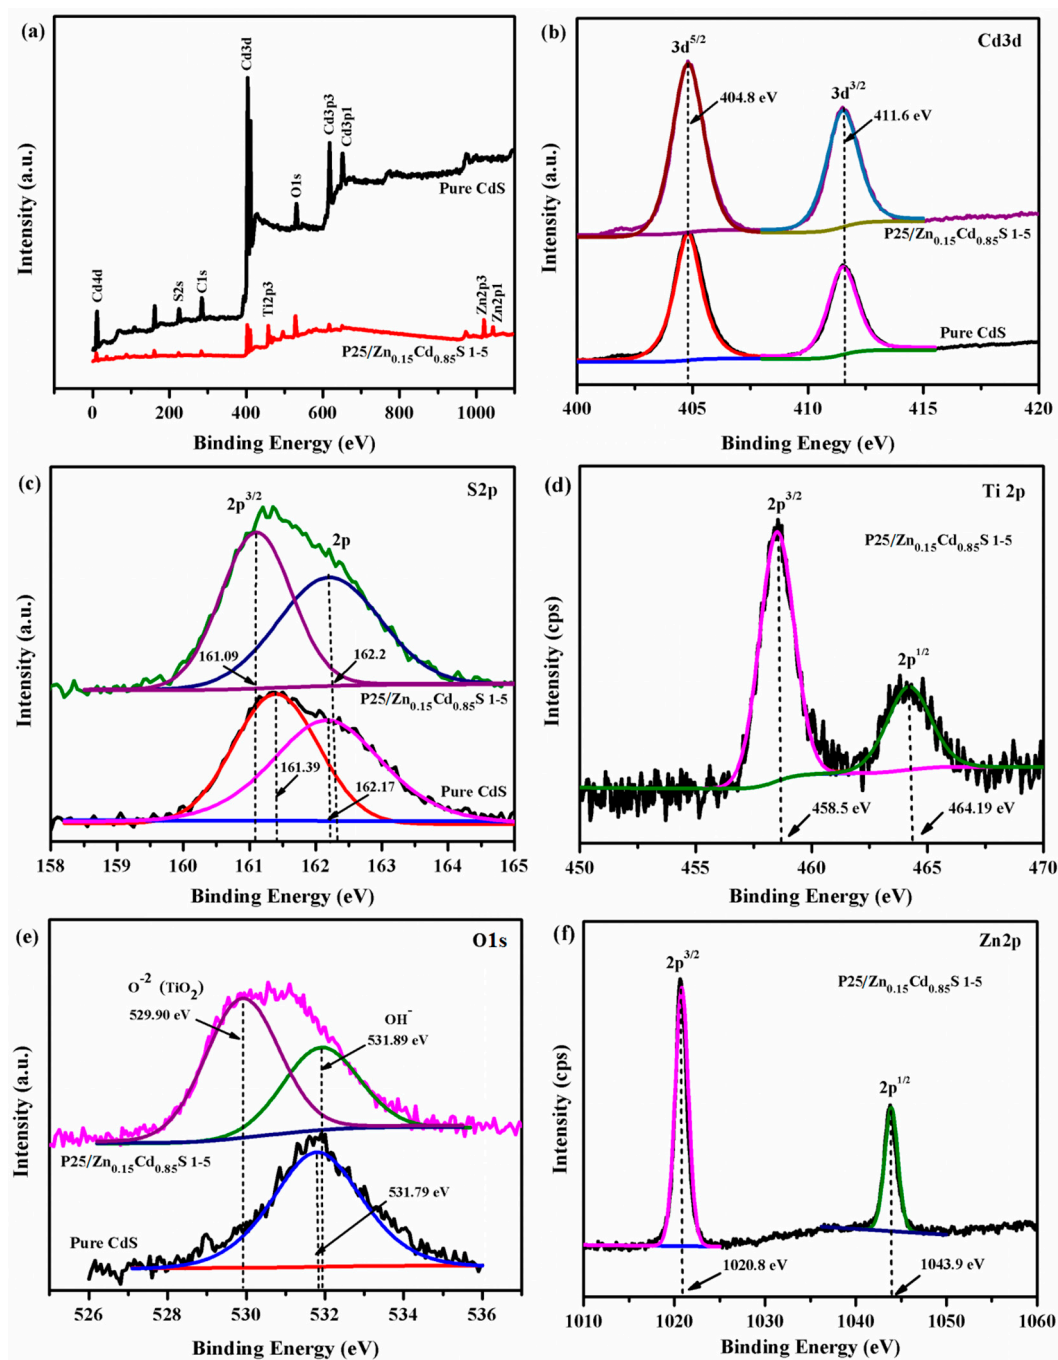 (a)
Cd3d
Cd3p3
Cd3p1
O1s
Pure CdS
Cd4d
S2s
C1s
Ti2p3
Zn2p3
Zn2p1
P25/Zn0.15Cd0.85S 1-5
Intensity (a.u.)
0 200 400 600 800 1000
Binding Energy (eV)
(b)
Cd3d
3d5/2
3d3/2
404.8 eV
411.6 eV
P25/Zn0.15Cd0.85S 1-5
Pure CdS
Intensity (a.u.)
400 405 410 415 420
Binding Enegy (eV)
(c)
S2p
2p3/2
2p
161.09
162.2
P25/Zn0.15Cd0.85S 1-5
161.39
162.17
Pure CdS
Intensity (a.u.)
158 159 160 161 162 163 164 165
Binding Energy (eV)
(d)
Ti 2p
2p3/2
P25/Zn0.15Cd0.85S 1-5
2p1/2
458.5 eV
464.19 eV
Intensity (cps)
450 455 460 465 470
Binding Energy (eV)
(e)
O1s
O-2 (TiO2)
529.90 eV
OH-
531.89 eV
P25/Zn0.15Cd0.85S 1-5
531.79 eV
Pure CdS
Intensity (a.u.)
526 528 530 532 534 536
Binding Energy (eV)
(f)
Zn2p
2p3/2
P25/Zn0.15Cd0.85S 1-5
2p1/2
1020.8 eV
1043.9 eV
Intensity (cps)
1010 1020 1030 1040 1050 1060
Binding Energy (eV)